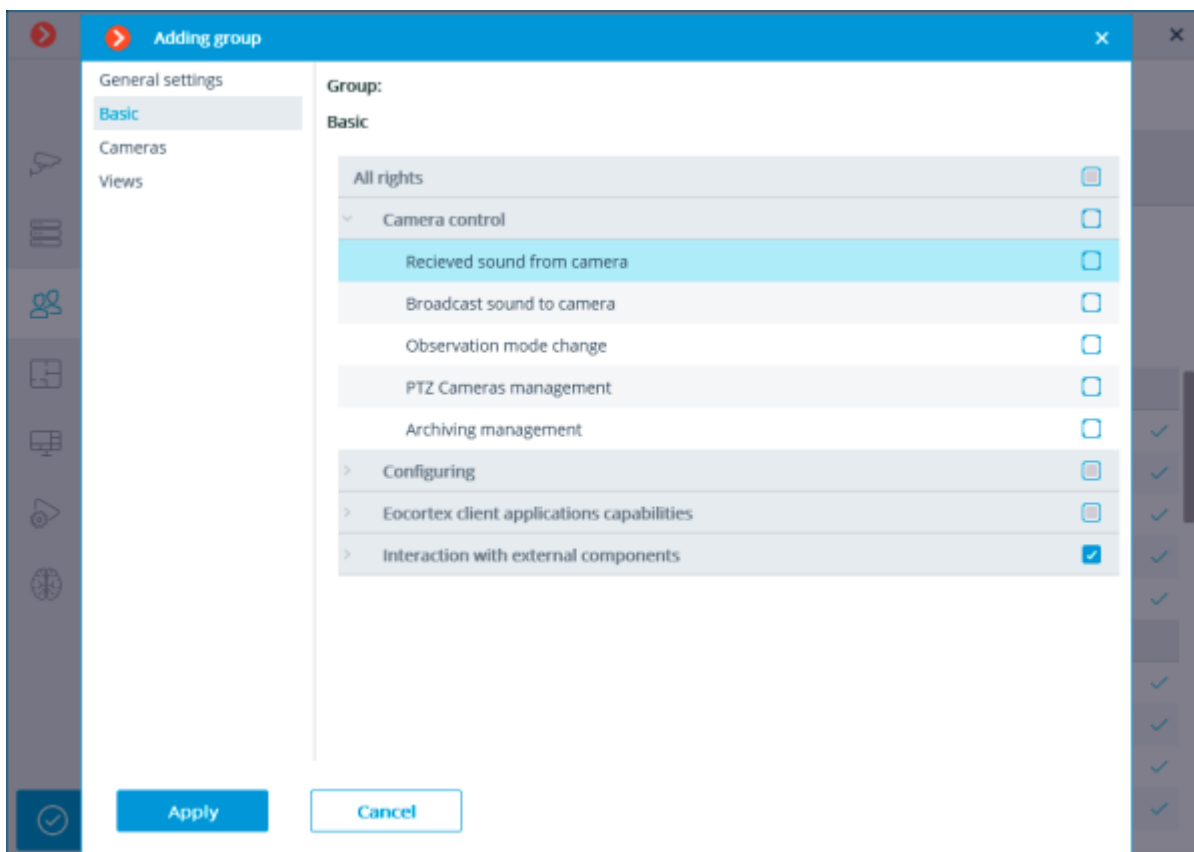 Adding group
General settings
Basic
Cameras
Views
Group:
Basic
All rights
Camera control
Recieved sound from camera
Broadcast sound to camera
Observation mode change
PTZ Cameras management
Archiving management
Configuring
Eocortex client applications capabilities
Interaction with external components
Apply
Cancel